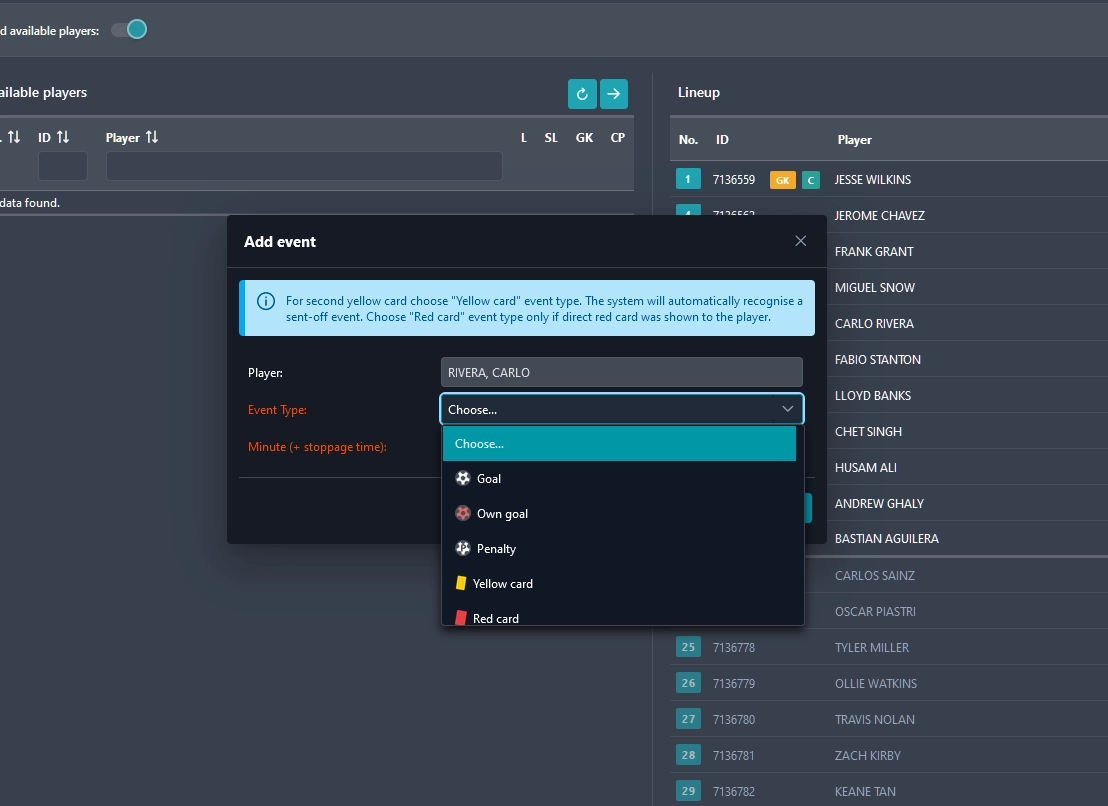 d available players:
ailable players
. ID Player L SL GK CP
data found.
Lineup
No. ID Player
1 7136559 GK C JESSE WILKINS
JEROME CHAVEZ
FRANK GRANT
MIGUEL SNOW
CARLO RIVERA
FABIO STANTON
LLOYD BANKS
CHET SINGH
HUSAM ALI
ANDREW GHALY
BASTIAN AGUILERA
CARLOS SAINZ
OSCAR PIASTRI
25 7136778 TYLER MILLER
26 7136779 OLLIE WATKINS
27 7136780 TRAVIS NOLAN
28 7136781 ZACH KIRBY
29 7136782 KEANE TAN
Add event
For second yellow card choose "Yellow card" event type. The system will automatically recognise a
sent-off event. Choose "Red card" event type only if direct red card was shown to the player.
Player: RIVERA, CARLO
Event Type: Choose...
Minute (+ stoppage time):
Choose...
Goal
Own goal
Penalty
Yellow card
Red card